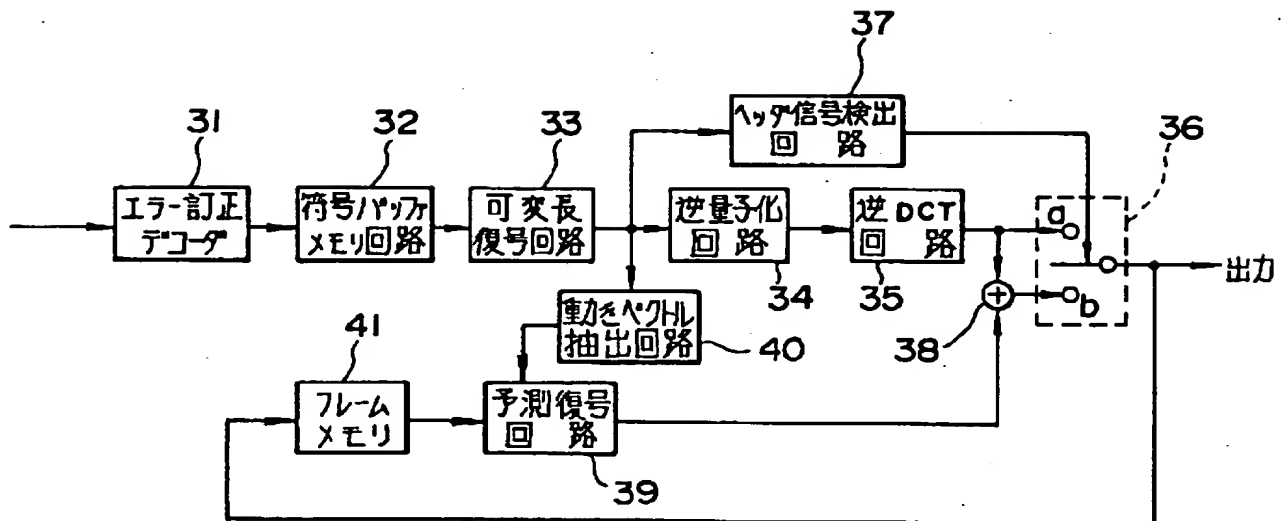 37
ヘッダ信号検出
回 路
31
32
33
36
エラー訂正
デコーダ
符号バッファ
メモリ回路
可変長
復号回路
逆量子化
回 路
逆DCT
回 路
a
出力
b
34
35
38
動きベクトル
抽出回路
40
41
フレーム
メモリ
予測復号
回 路
39